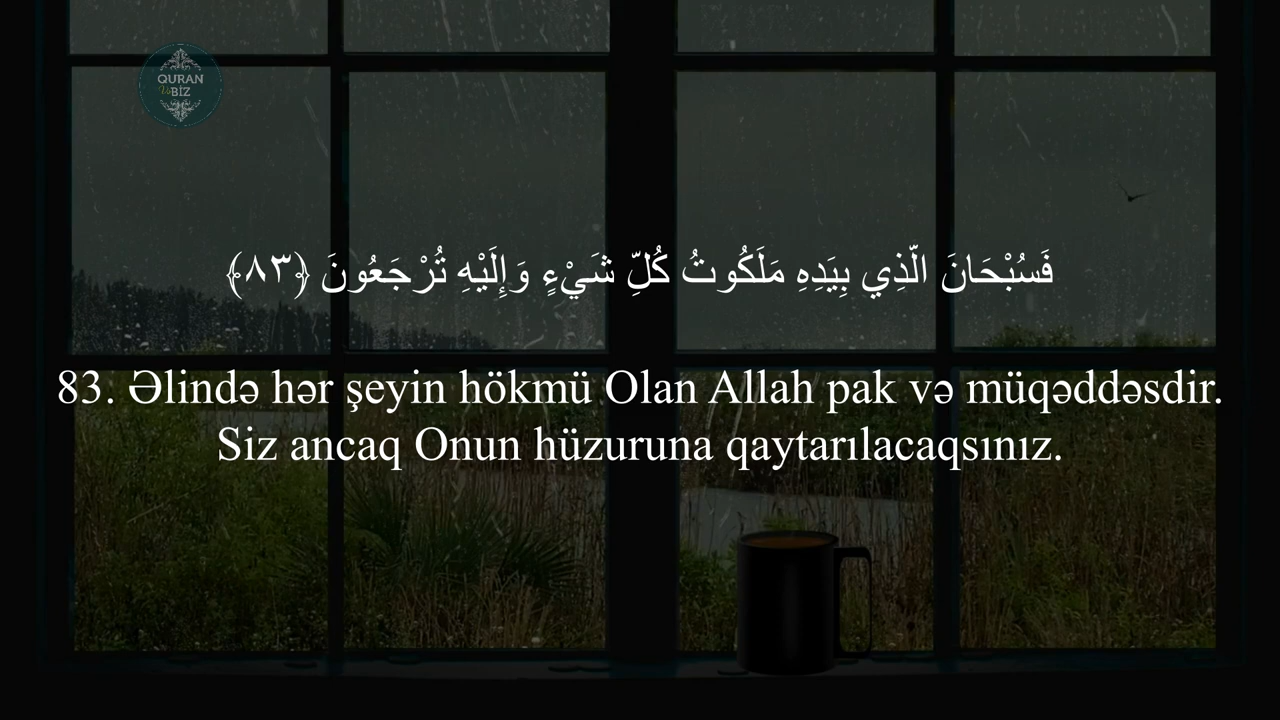 QURAN
Və BİZ
فَسُبْحَانَ الَّذِي بِيَدِهِ مَلَكُوتُ كُلِّ شَيْءٍ وَإِلَيْهِ تُرْجَعُونَ ﴿٨٣﴾
83. Əlində hər şeyin hökmü Olan Allah pak və müqəddəsdir.
Siz ancaq Onun hüzuruna qaytarılacaqsınız.